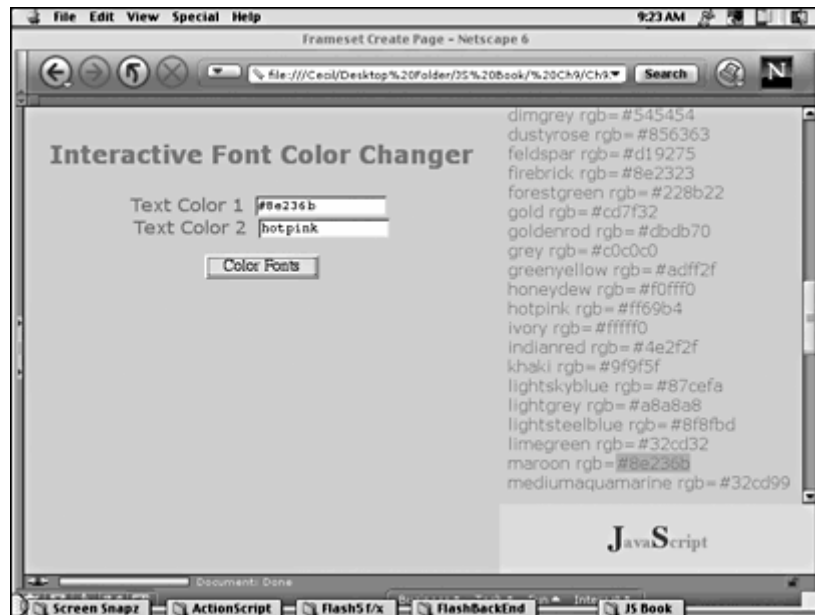 File Edit View Special Help 9:23 AM
Frameset Create Page - Netscape 6
file:///Cecil/Desktop%20Folder/JS%20Book/%20Ch9/Ch9. Search N
Interactive Font Color Changer
Text Color 1 #8e236b
Text Color 2 hotpink
Color Fonts
dimgrey rgb=#545454
dustyrose rgb=#856363
feldspar rgb=#d19275
firebrick rgb=#8e2323
forestgreen rgb=#228b22
gold rgb=#cd7f32
goldenrod rgb=#dbdb70
grey rgb=#c0c0c0
greenyellow rgb=#adff2f
honeydew rgb=#f0fff0
hotpink rgb=#ff69b4
ivory rgb=#fffff0
indianred rgb=#4e2f2f
khaki rgb=#9f9f5f
lightskyblue rgb=#87cefa
lightgrey rgb=#a8a8a8
lightsteelblue rgb=#8f8fbd
limegreen rgb=#32cd32
maroon rgb=#8e236b
mediumaquamarine rgb=#32cd99
JavaScript
Document: Done
Screen Snapz ActionScript Flash5f/x FlashBackEnd JS Book